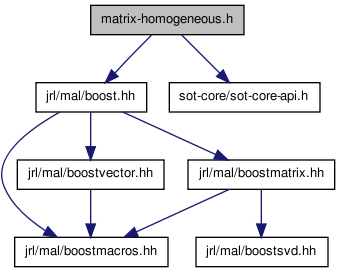 matrix-homogeneous.h
jrl/mal/boost.hh
sot-core/sot-core-api.h
jrl/mal/boostvector.hh
jrl/mal/boostmatrix.hh
jrl/mal/boostmacros.hh
jrl/mal/boostsvd.hh